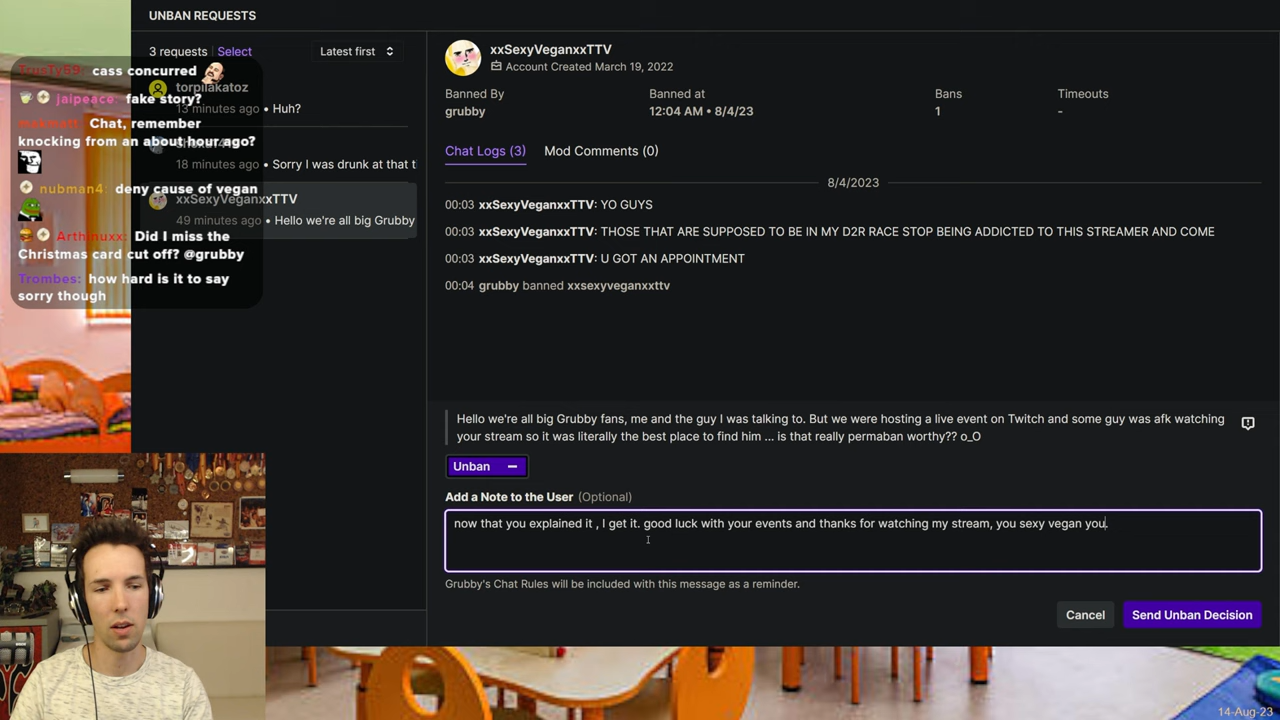 UNBAN REQUESTS
3 requests Select
Latest first
torpilakatoz
13 minutes ago • Huh?
18 minutes ago • Sorry I was drunk at that t
xxSexyVeganxxTTV
49 minutes ago • Hello we're all big Grubby
TrusTy59: cass concurred
jaipeace: fake story?
Chat, remember
knocking from an about hour ago?
nubman4: deny cause of vegan
Arthinuxx: Did I miss the
Christmas card cut off? @grubby
Trombes: how hard is it to say
sorry though
xxSexyVeganxxTTV
Account Created March 19, 2022
Banned By
grubby
Banned at
12:04 AM • 8/4/23
Bans
1
Timeouts
-
Chat Logs (3) Mod Comments (0)
8/4/2023
00:03 xxSexyVeganxxTTV: YO GUYS
00:03 xxSexyVeganxxTTV: THOSE THAT ARE SUPPOSED TO BE IN MY D2R RACE STOP BEING ADDICTED TO THIS STREAMER AND COME
00:03 xxSexyVeganxxTTV: U GOT AN APPOINTMENT
00:04 grubby banned xxsexyveganxxttv
Hello we're all big Grubby fans, me and the guy I was talking to. But we were hosting a live event on Twitch and some guy was afk watching
your stream so it was literally the best place to find him ... is that really permaban worthy?? o_O
Unban
Add a Note to the User (Optional)
now that you explained it , I get it. good luck with your events and thanks for watching my stream, you sexy vegan you.
Grubby's Chat Rules will be included with this message as a reminder.
Cancel
Send Unban Decision
14-Aug-23